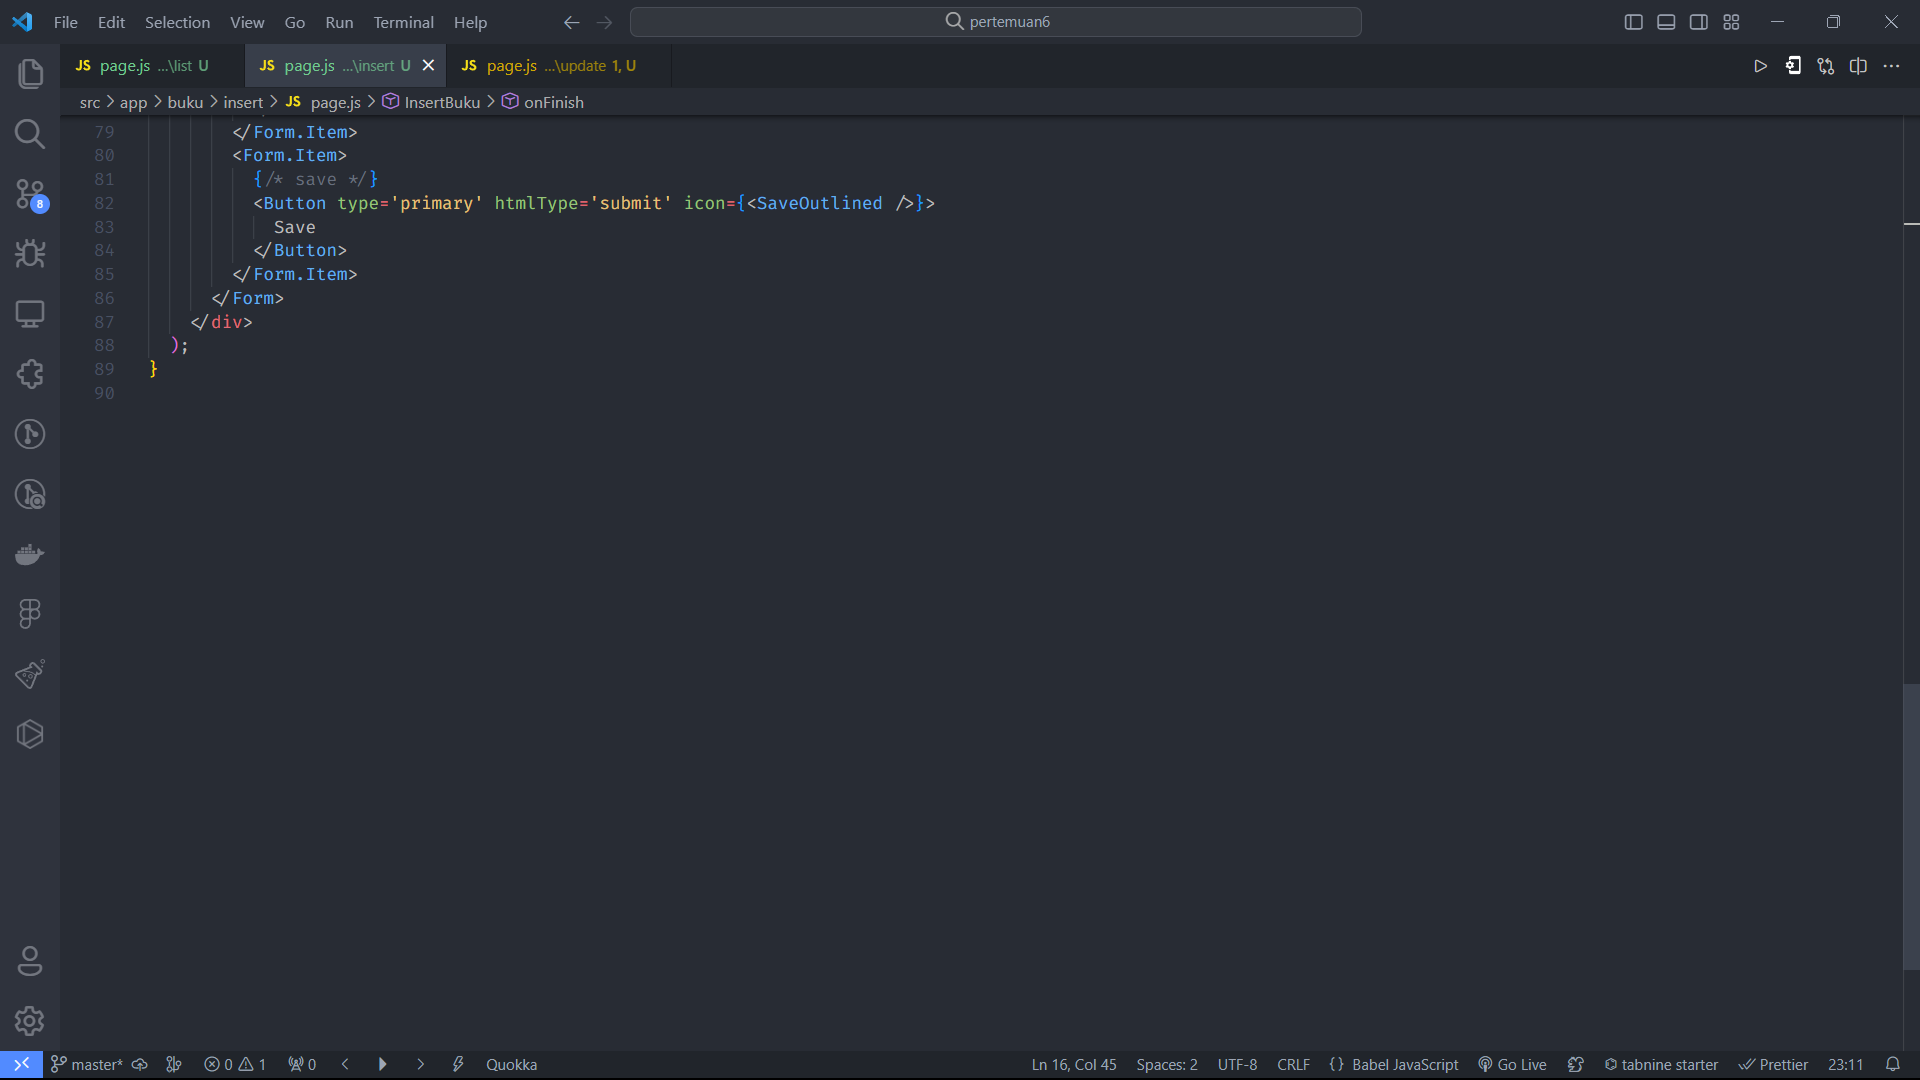 File Edit Selection View Go Run Terminal Help
pertemuan6
JS page.js ...\list U
JS page.js ...\insert U
JS page.js ...\update 1, U
src > app > buku > insert > JS page.js > InsertBuku > onFinish
79 </Form.Item>
80 <Form.Item>
81 {/* save */}
82 <Button type='primary' htmlType='submit' icon={<SaveOutlined />}>
83 Save
84 </Button>
85 </Form.Item>
86 </Form>
87 </div>
88 );
89 }
90
8
master* 0 1 0 Quokka Ln 16, Col 45 Spaces: 2 UTF-8 CRLF {} Babel JavaScript Go Live tabnine starter Prettier 23:11